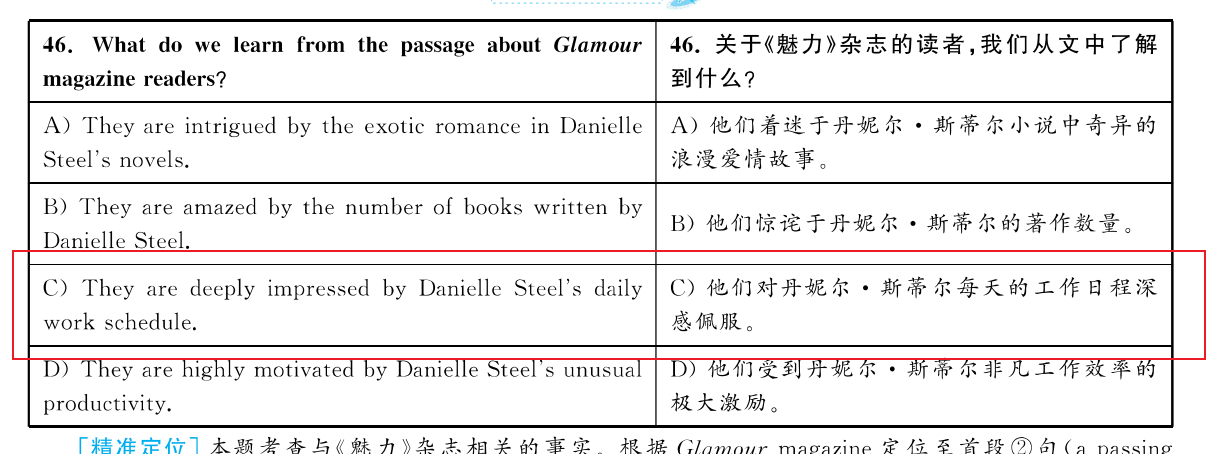 46. What do we learn from the passage about Glamour
magazine readers?
46. 关于《魅力》杂志的读者,我们从文中了解
到什么?
A) They are intrigued by the exotic romance in Danielle
Steel's novels.
A) 他们着迷于丹妮尔·斯蒂尔小说中奇异的
浪漫爱情故事。
B) They are amazed by the number of books written by
Danielle Steel.
B) 他们惊诧于丹妮尔·斯蒂尔的著作数量。
C) They are deeply impressed by Danielle Steel's daily
work schedule.
C) 他们对丹妮尔·斯蒂尔每天的工作日程深
感佩服。
D) They are highly motivated by Danielle Steel's unusual
productivity.
D) 他们受到丹妮尔·斯蒂尔非凡工作效率的
极大激励。
[精准定位] 本题考查与《魅力》杂志相关的事实。根据 Glamour magazine 定位至首段②句(a passing